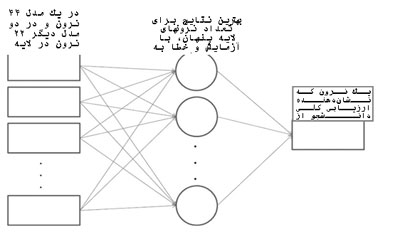 در یک مدل ۴۴
نرون و در دو
مدل دیگر ۲۲
نرون در لایه
بهترین نتایج برای
تعداد نرونهای
لایه پنهان، با
آزمایش و خطا به
یک نرون که
نشاندهنده
ارزیابی کلی
دانشجو از